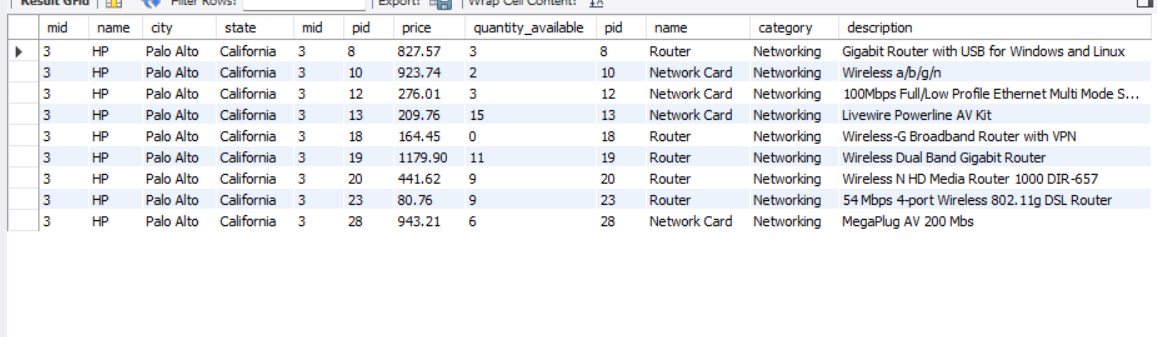 Result Grid Filter Rows: Export: Wrap Cell Content: IA
mid name city state mid pid price quantity_available pid name category description
3 HP Palo Alto California 3 8 827.57 3 8 Router Networking Gigabit Router with USB for Windows and Linux
3 HP Palo Alto California 3 10 923.74 2 10 Network Card Networking Wireless a/b/g/n
3 HP Palo Alto California 3 12 276.01 3 12 Network Card Networking 100Mbps Full/Low Profile Ethernet Multi Mode S...
3 HP Palo Alto California 3 13 209.76 15 13 Network Card Networking Livewire Powerline AV Kit
3 HP Palo Alto California 3 18 164.45 0 18 Router Networking Wireless-G Broadband Router with VPN
3 HP Palo Alto California 3 19 1179.90 11 19 Router Networking Wireless Dual Band Gigabit Router
3 HP Palo Alto California 3 20 441.62 9 20 Router Networking Wireless N HD Media Router 1000 DIR-657
3 HP Palo Alto California 3 23 80.76 9 23 Router Networking 54 Mbps 4-port Wireless 802.11g DSL Router
3 HP Palo Alto California 3 28 943.21 6 28 Network Card Networking MegaPlug AV 200 Mbs